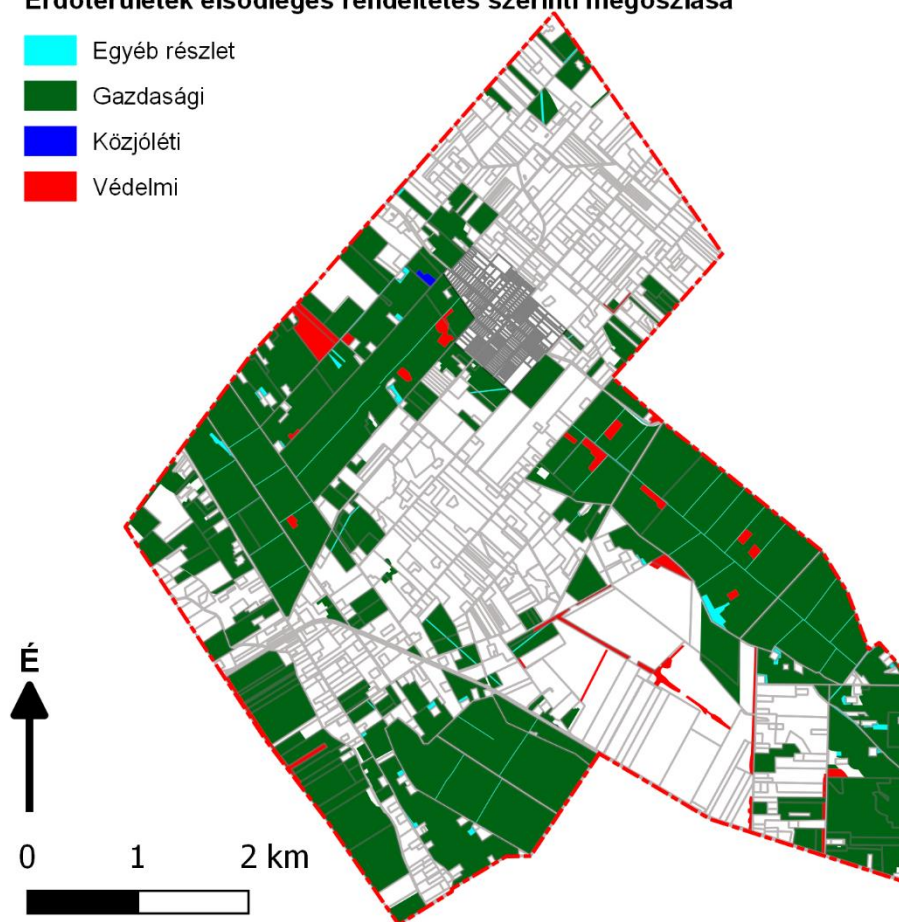 Erdőterületek elsődleges rendeltetés szerinti megoszlása
Egyéb részlet
Gazdasági
Közjóléti
Védelmi
É
0 1 2 km